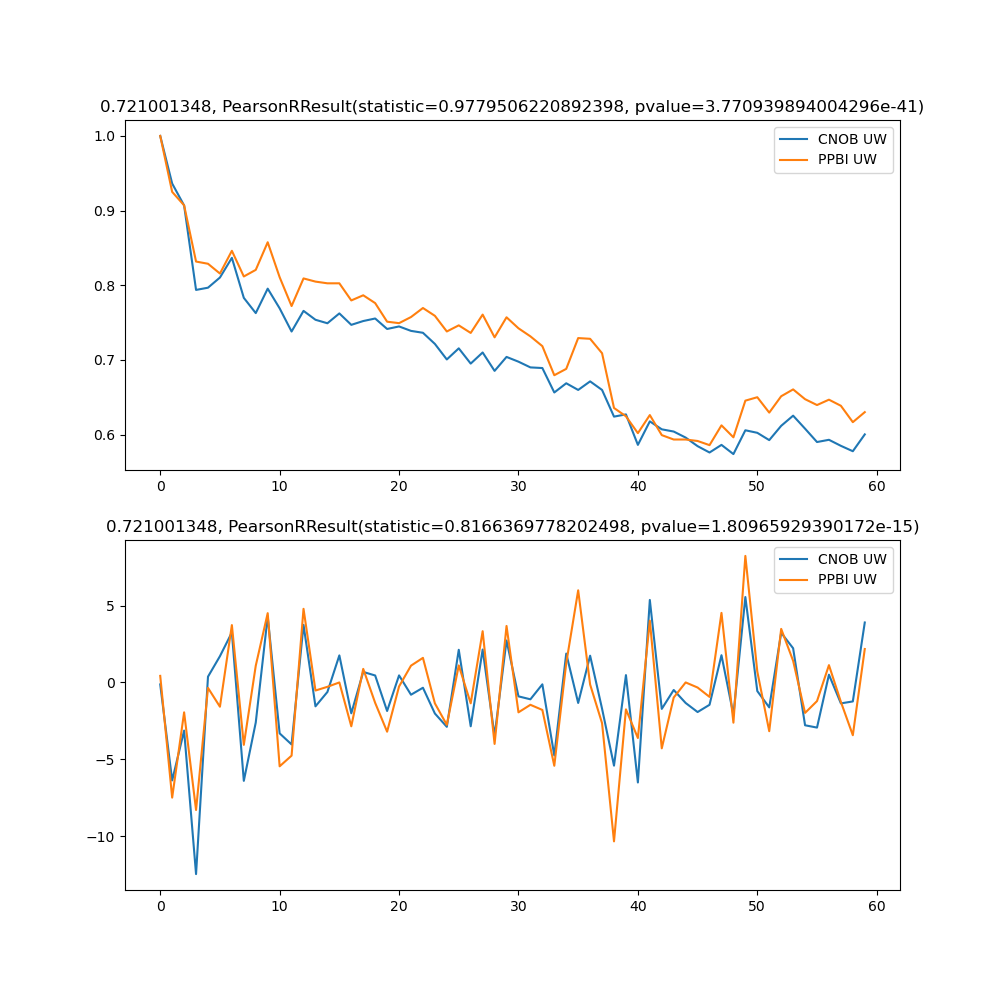 0.721001348, PearsonRResult(statistic=0.9779506220892398, pvalue=3.770939894004296e-41)
CNOB UW
PPBI UW
1.0
0.9
0.8
0.7
0.6
0 10 20 30 40 50 60
0.721001348, PearsonRResult(statistic=0.8166369778202498, pvalue=1.80965929390172e-15)
CNOB UW
PPBI UW
5
0
−5
−10
0 10 20 30 40 50 60